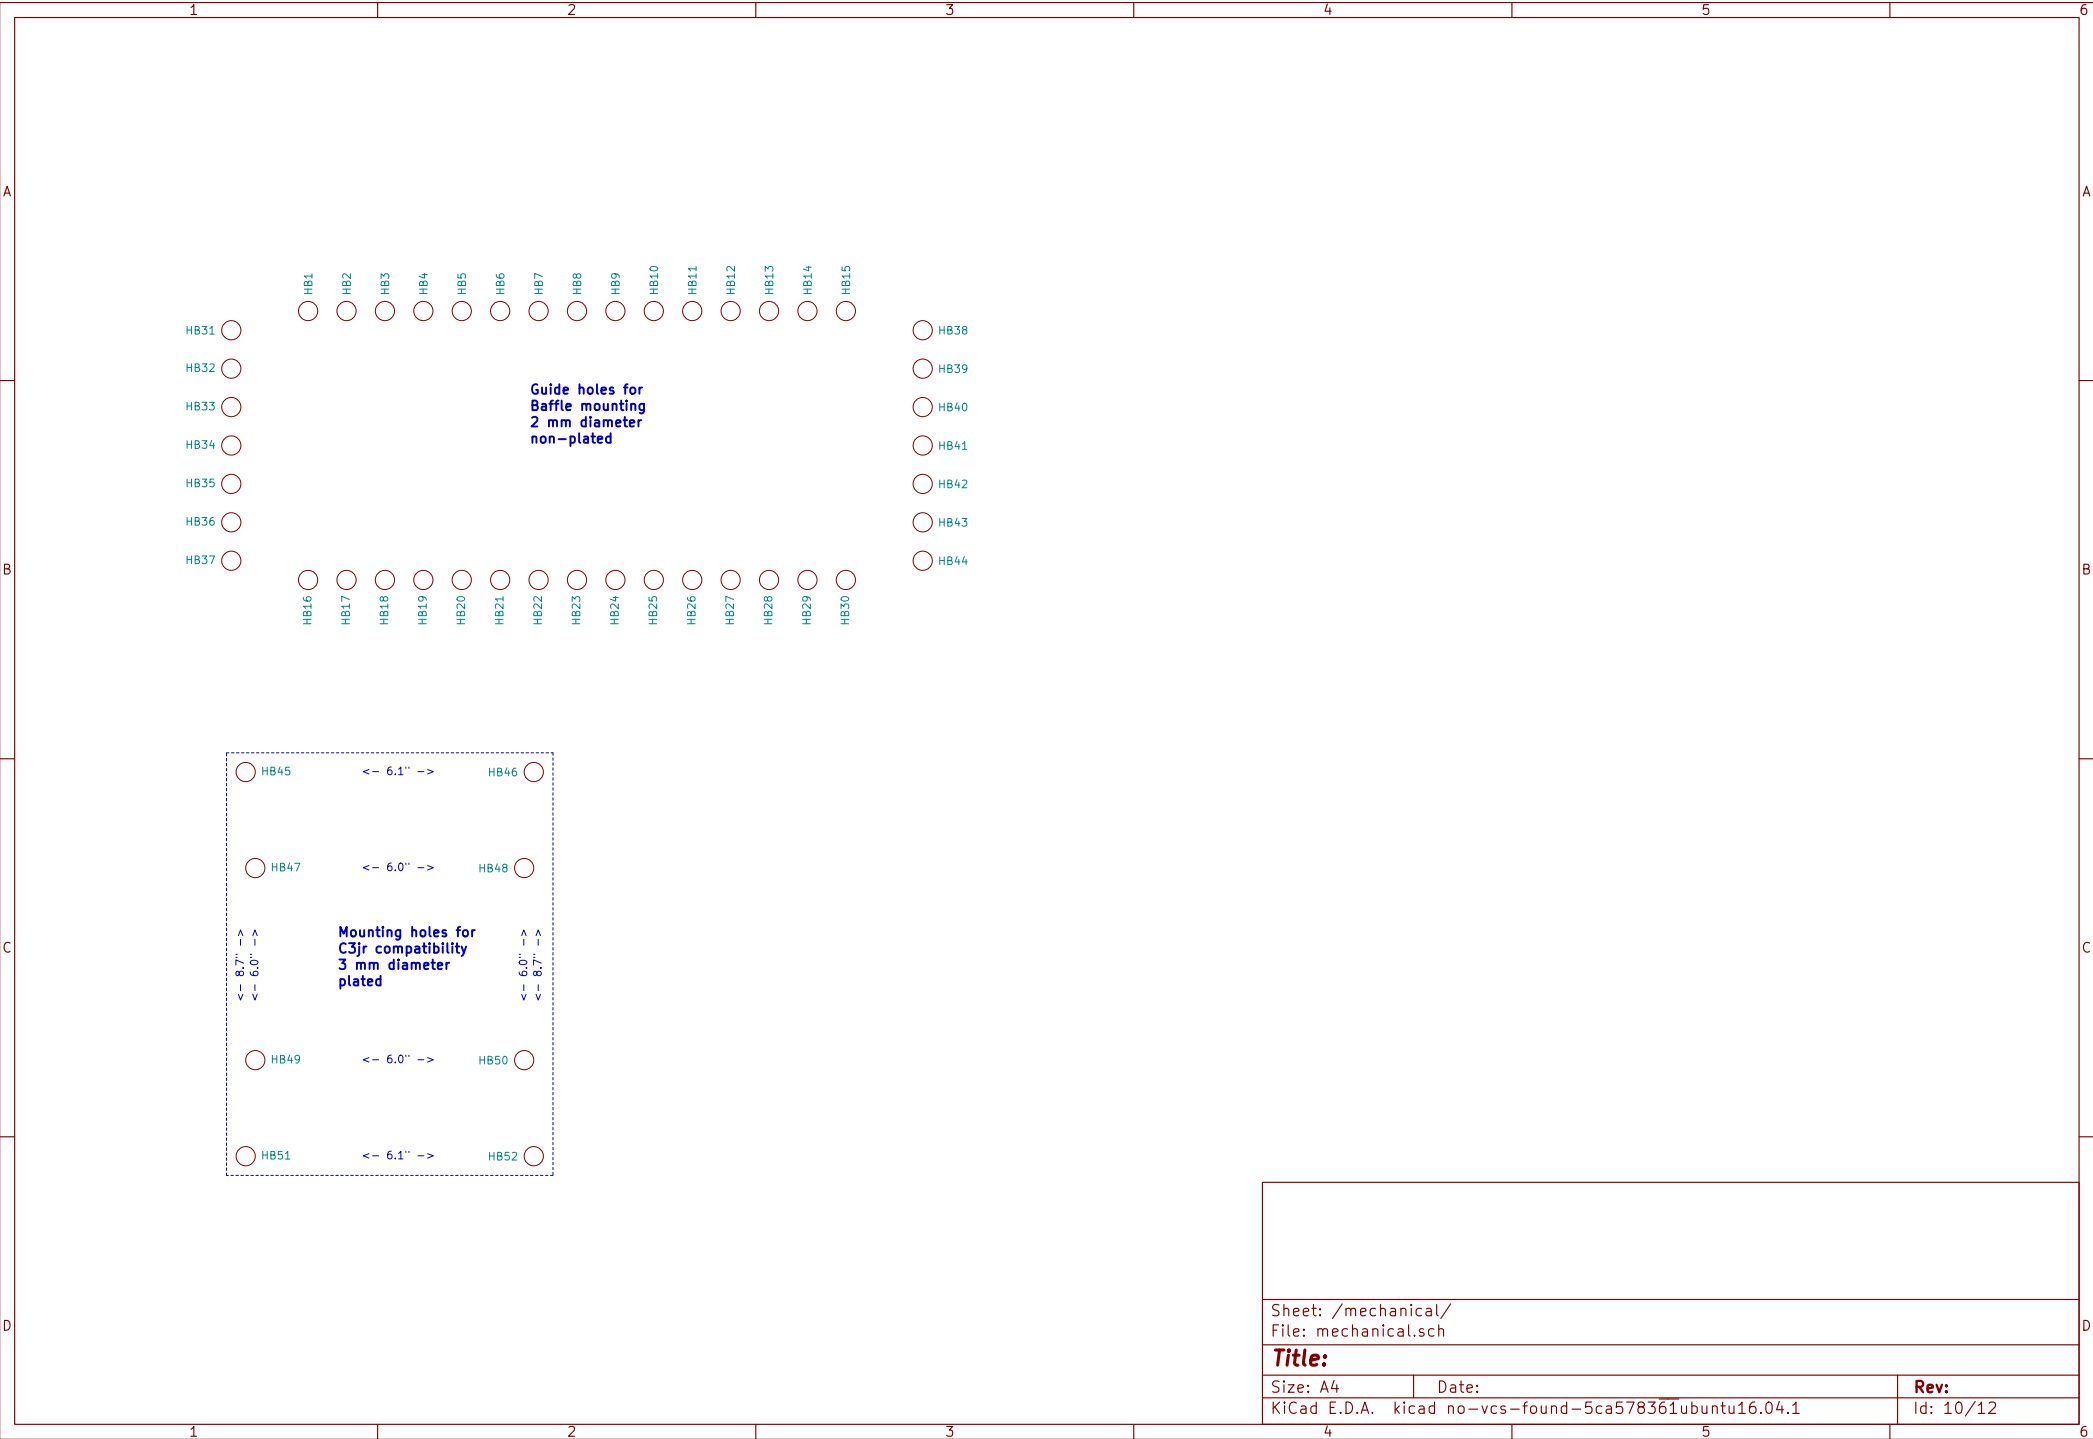 1 2 3 4 5 6
A A
HB1 HB2 HB3 HB4 HB5 HB6 HB7 HB8 HB9 HB10 HB11 HB12 HB13 HB14 HB15
HB31 HB38
HB32 HB39
HB33 HB40
HB34 HB41
HB35 HB42
HB36 HB43
HB37 HB44
Guide holes for
Baffle mounting
2 mm diameter
non-plated
B B
HB16 HB17 HB18 HB19 HB20 HB21 HB22 HB23 HB24 HB25 HB26 HB27 HB28 HB29 HB30
HB45 <- 6.1" -> HB46
HB47 <- 6.0" -> HB48
Mounting holes for
C3jr compatibility
3 mm diameter
plated
<- 8.7" ->
<- 6.0" ->
<- 6.0" ->
<- 8.7" ->
C C
HB49 <- 6.0" -> HB50
HB51 <- 6.1" -> HB52
D D
Sheet: /mechanical/
File: mechanical.sch
Title:
Size: A4 Date: Rev:
KiCad E.D.A. kicad no-vcs-found-5ca578361ubuntu16.04.1 Id: 10/12
1 2 3 4 5 6